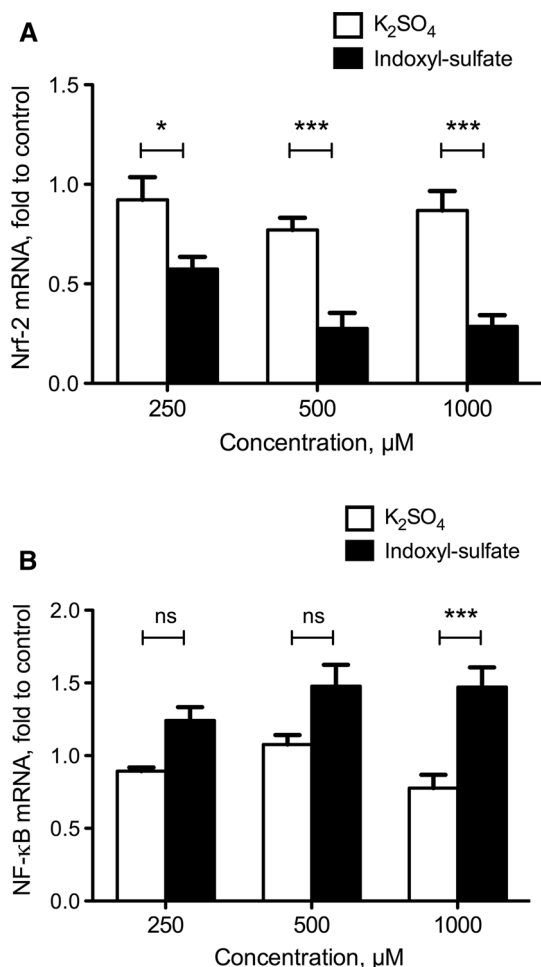 A
K₂SO₄
Indoxyl-sulfate
Nrf-2 mRNA, fold to control
1.5
1.0
0.5
0.0
* *** ***
250 500 1000
Concentration, µM
B
K₂SO₄
Indoxyl-sulfate
NF-κB mRNA, fold to control
2.0
1.5
1.0
0.5
0.0
ns ns ***
250 500 1000
Concentration, µM